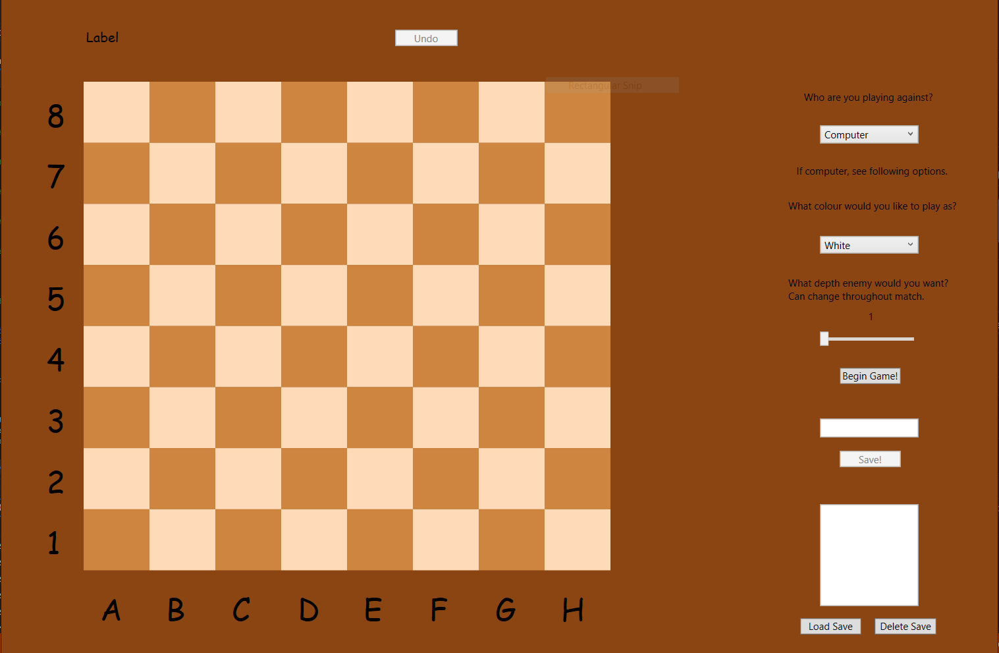 Label
Undo
Rectangular Snip
8
7
6
5
4
3
2
1
A B C D E F G H
Who are you playing against?
Computer
If computer, see following options.
What colour would you like to play as?
White
What depth enemy would you want?
Can change throughout match.
1
Begin Game!
Save!
Load Save Delete Save